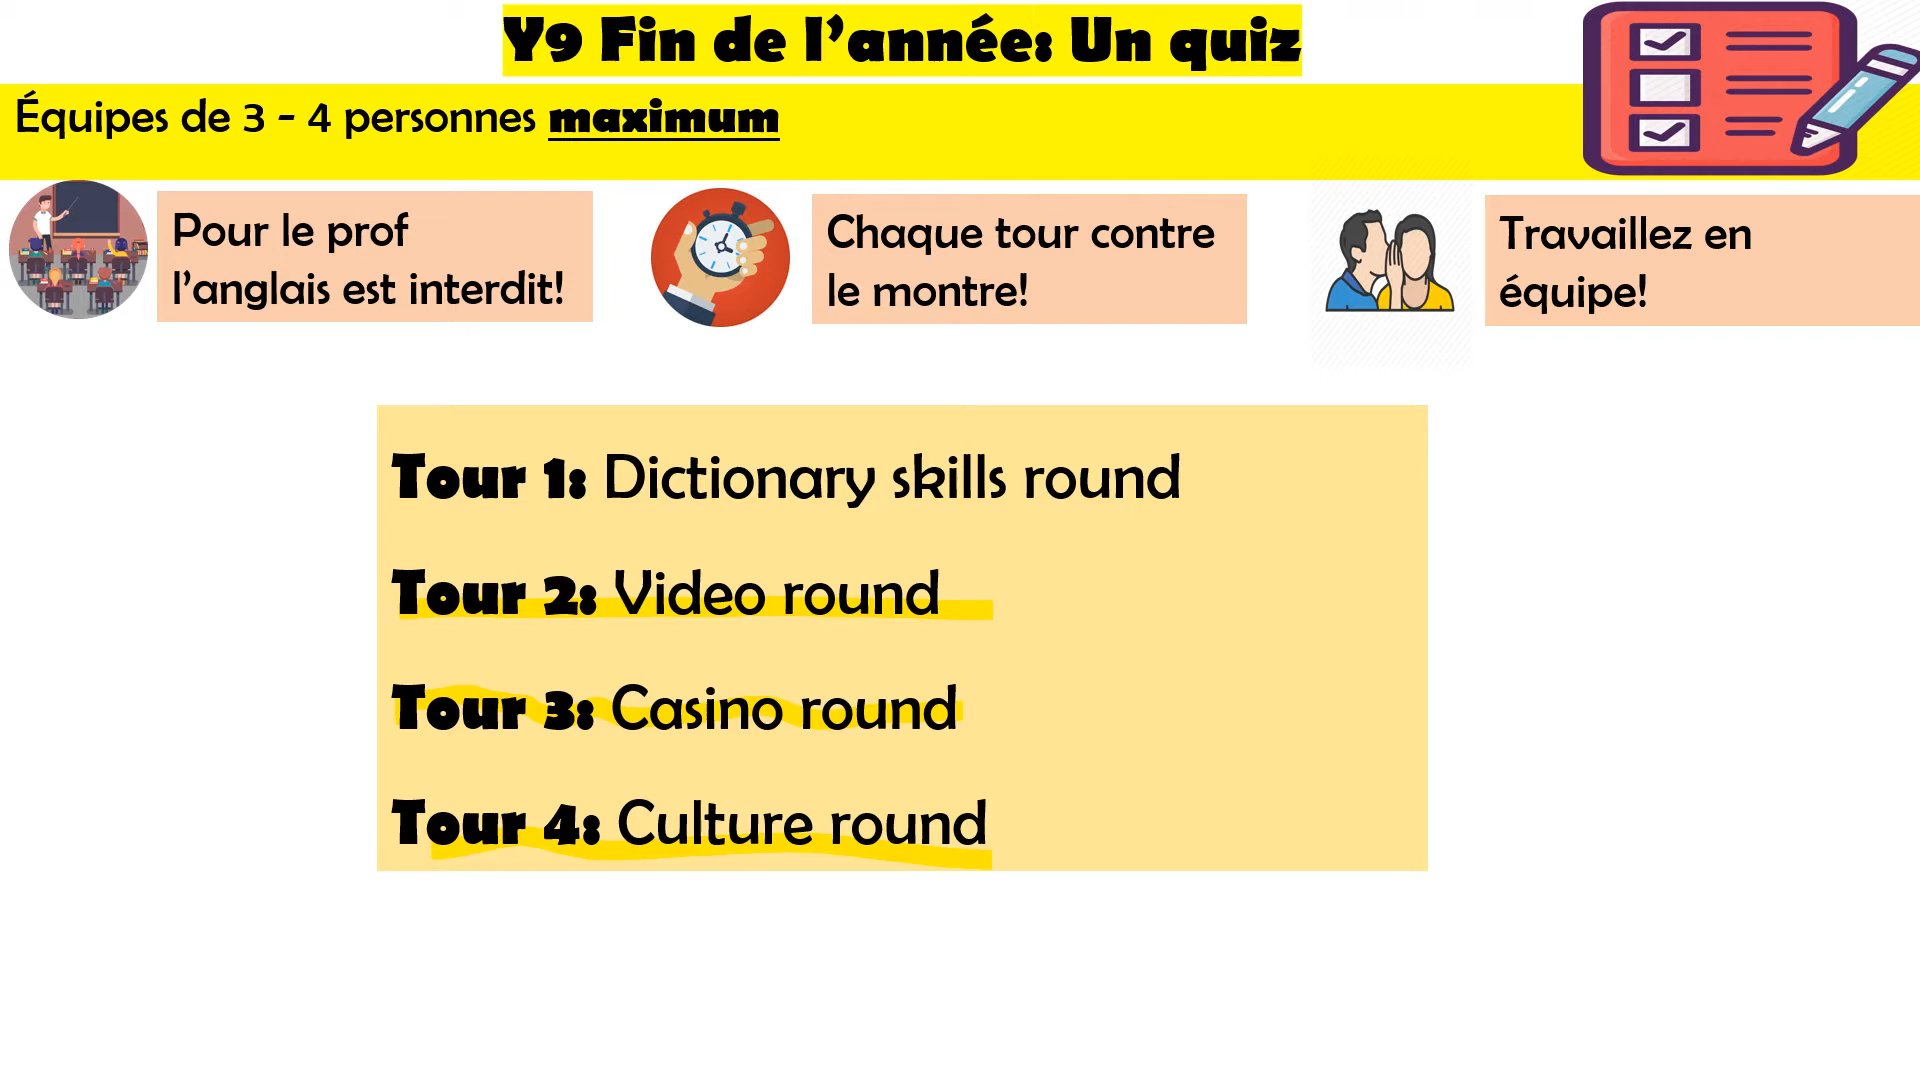 Y9 Fin de l’année: Un quiz
Équipes de 3 - 4 personnes maximum
Pour le prof
l’anglais est interdit!
Chaque tour contre
le montre!
Travaillez en
équipe!
Tour 1: Dictionary skills round
Tour 2: Video round
Tour 3: Casino round
Tour 4: Culture round